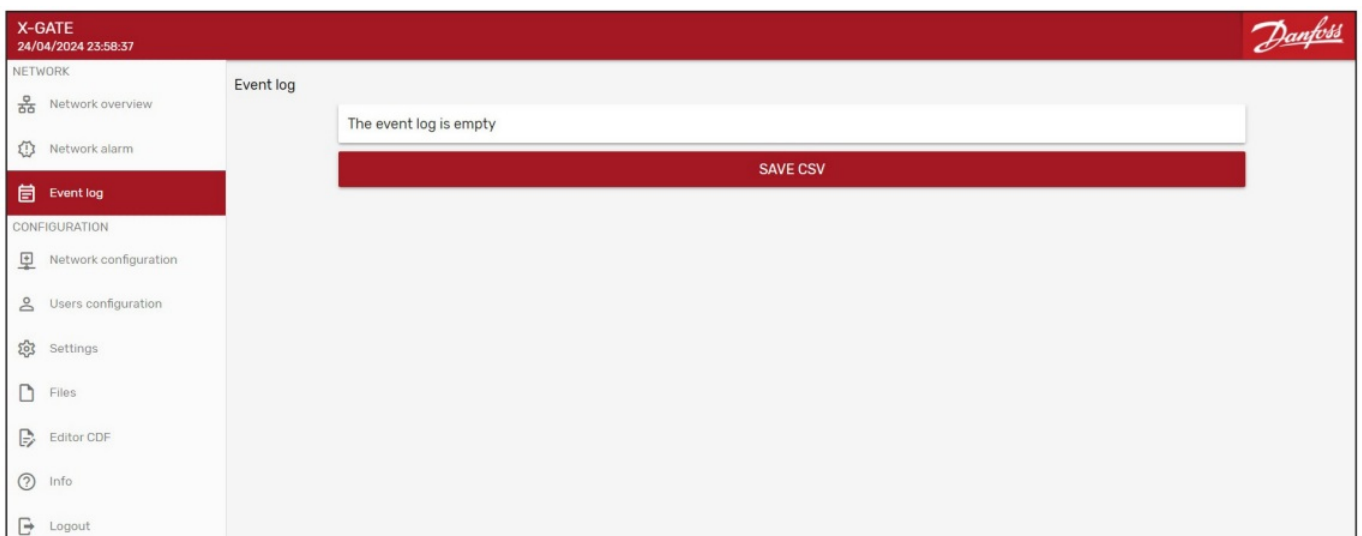 X-GATE
24/04/2024 23:58:37
Danfoss
NETWORK
Network overview
Network alarm
Event log
CONFIGURATION
Network configuration
Users configuration
Settings
Files
Editor CDF
Info
Logout
Event log
The event log is empty
SAVE CSV